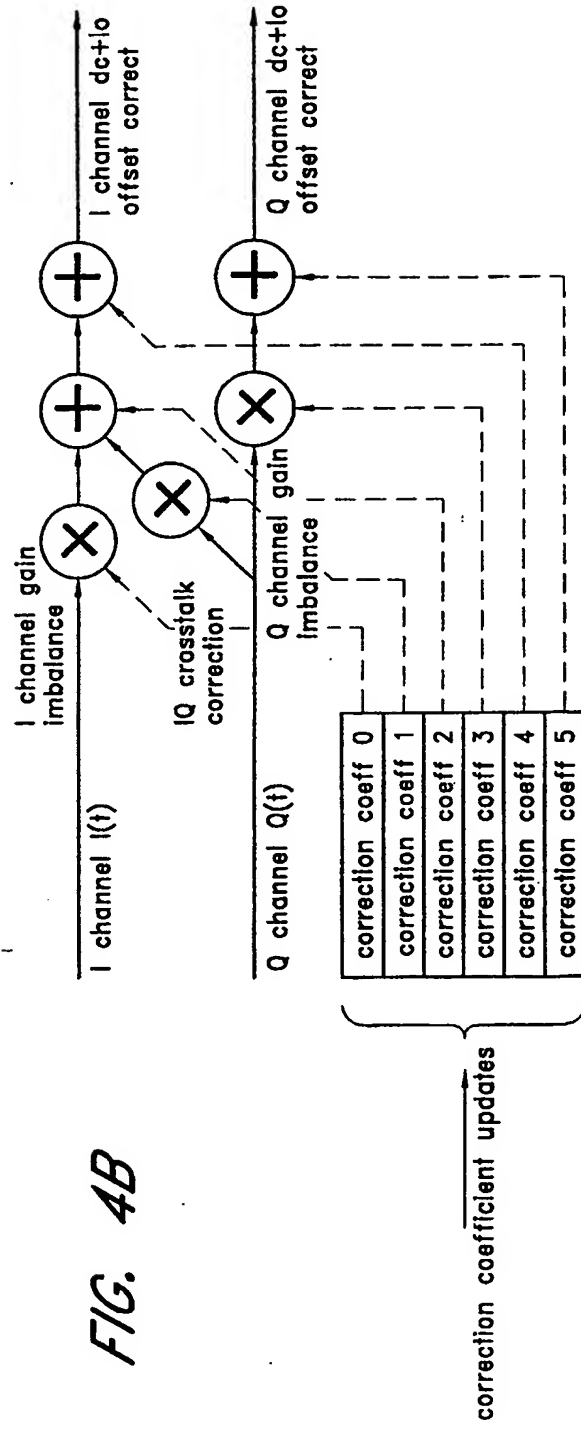 FIG. 4B
I channel gain
imbalance
I channel I(t)
I channel dc+lo
offset correct
IQ crosstalk
correction
Q channel Q(t)
Q channel gain
imbalance
Q channel dc+lo
offset correct
correction coeff 0
correction coeff 1
correction coeff 2
correction coeff 3
correction coeff 4
correction coeff 5
correction coefficient updates